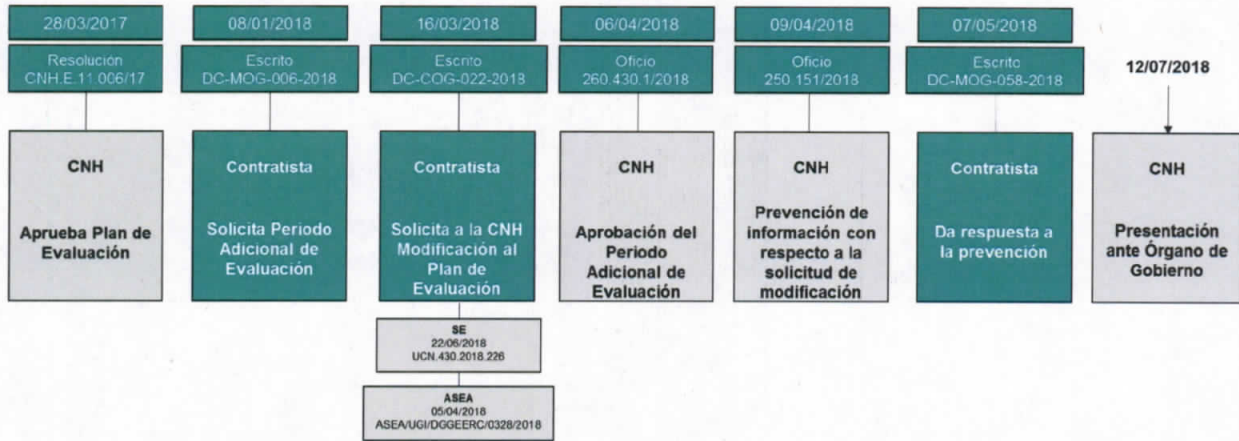 28/03/2017
Resolución
CNH.E.11.006/17
CNH
Aprueba Plan de
Evaluación
08/01/2018
Escrito
DC-MOG-006-2018
Contratista
Solicita Periodo
Adicional de
Evaluación
16/03/2018
Escrito
DC-COG-022-2018
Contratista
Solicita a la CNH
Modificación al
Plan de
Evaluación
SE
22/06/2018
UCN.430.2018.226
ASEA
05/04/2018
ASEA/UGI/DGGEERC/0328/2018
06/04/2018
Oficio
260.430.1/2018
CNH
Aprobación del
Periodo
Adicional de
Evaluación
09/04/2018
Oficio
250.151/2018
CNH
Prevención de
información con
respecto a la
solicitud de
modificación
07/05/2018
Escrito
DC-MOG-058-2018
Contratista
Da respuesta a
la prevención
12/07/2018
CNH
Presentación
ante Órgano de
Gobierno